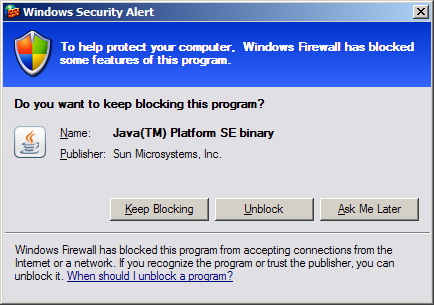 Windows Security Alert
To help protect your computer, Windows Firewall has blocked
some features of this program.
Do you want to keep blocking this program?
Name: Java(TM) Platform SE binary
Publisher: Sun Microsystems, Inc.
Keep Blocking Unblock Ask Me Later
Windows Firewall has blocked this program from accepting connections from the
Internet or a network. If you recognize the program or trust the publisher, you can
unblock it. When should I unblock a program?